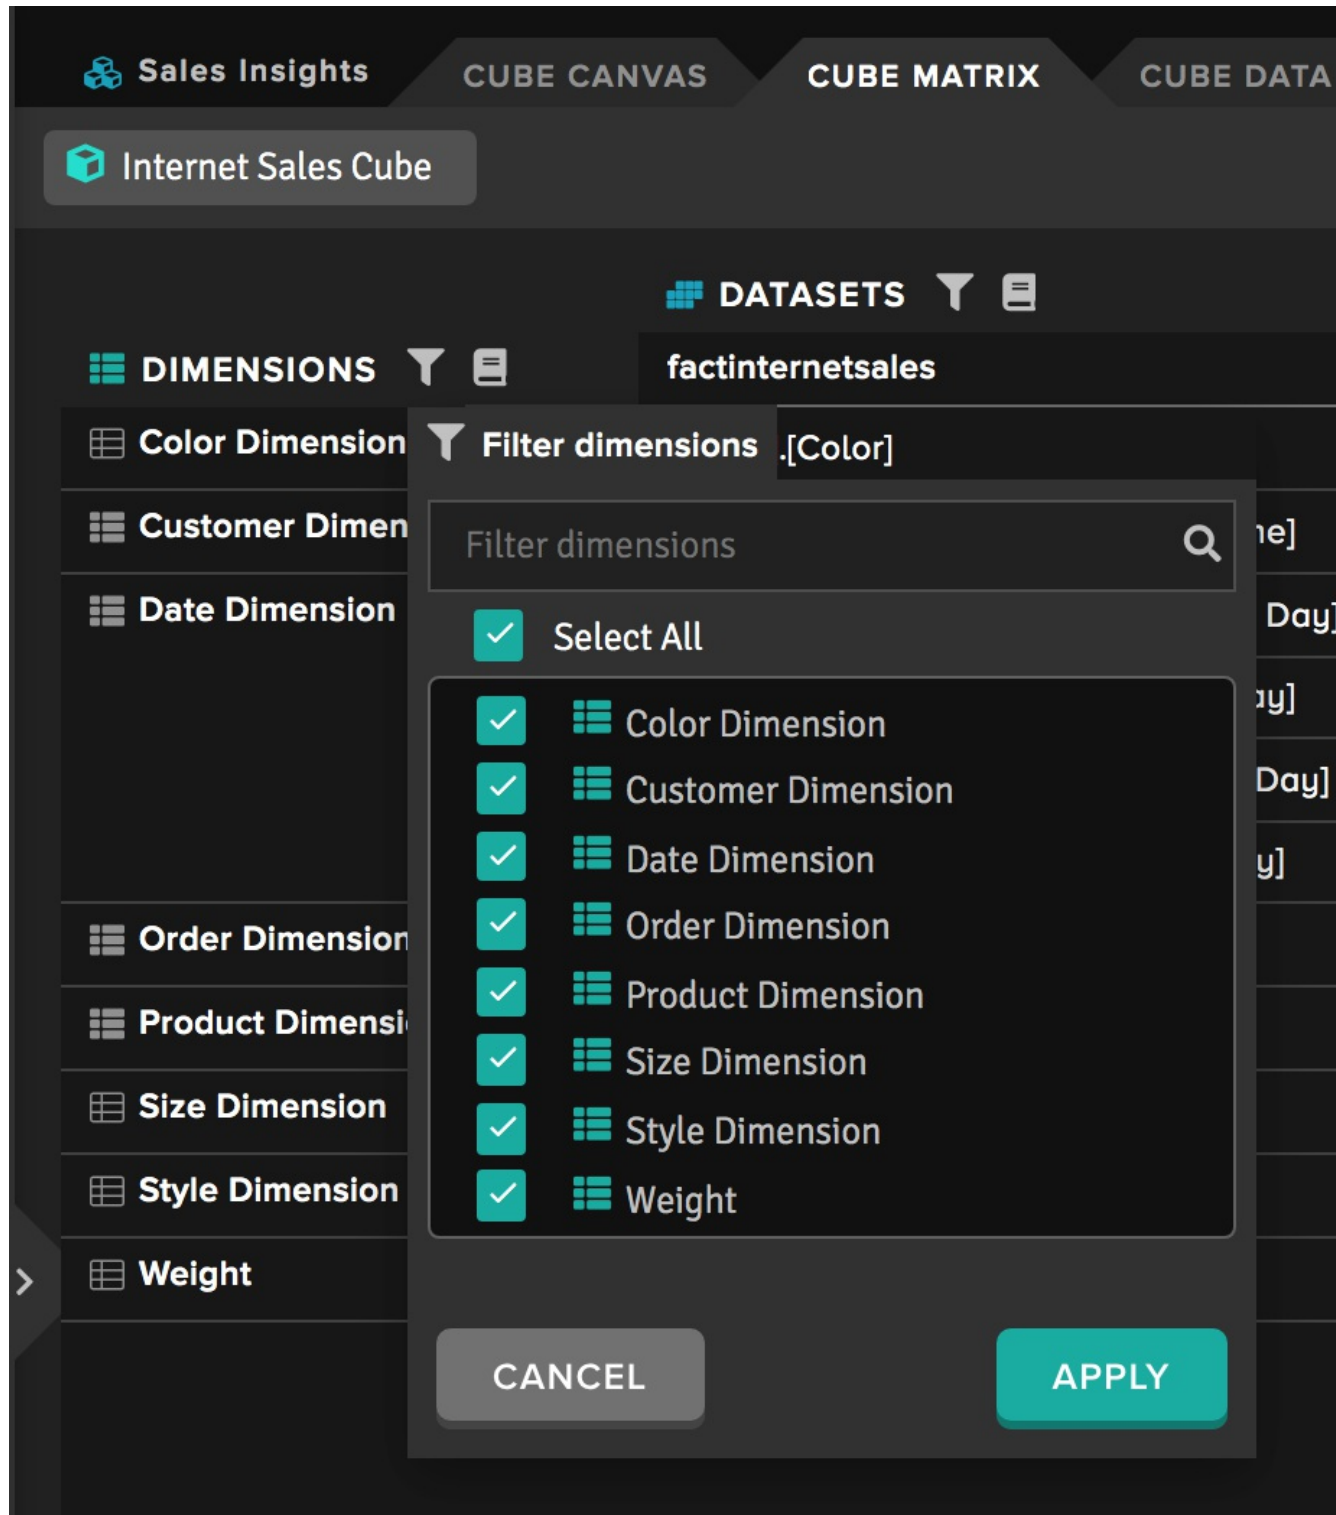 Sales Insights
CUBE CANVAS
CUBE MATRIX
CUBE DATA
Internet Sales Cube
DATASETS
DIMENSIONS
factinternetsales
Color Dimension
.[Color]
Customer Dimen
Date Dimension
Day]
Day]
y]
Order Dimension
Product Dimensi
Size Dimension
Style Dimension
Weight
Filter dimensions
Filter dimensions
Select All
Color Dimension
Customer Dimension
Date Dimension
Order Dimension
Product Dimension
Size Dimension
Style Dimension
Weight
CANCEL
APPLY